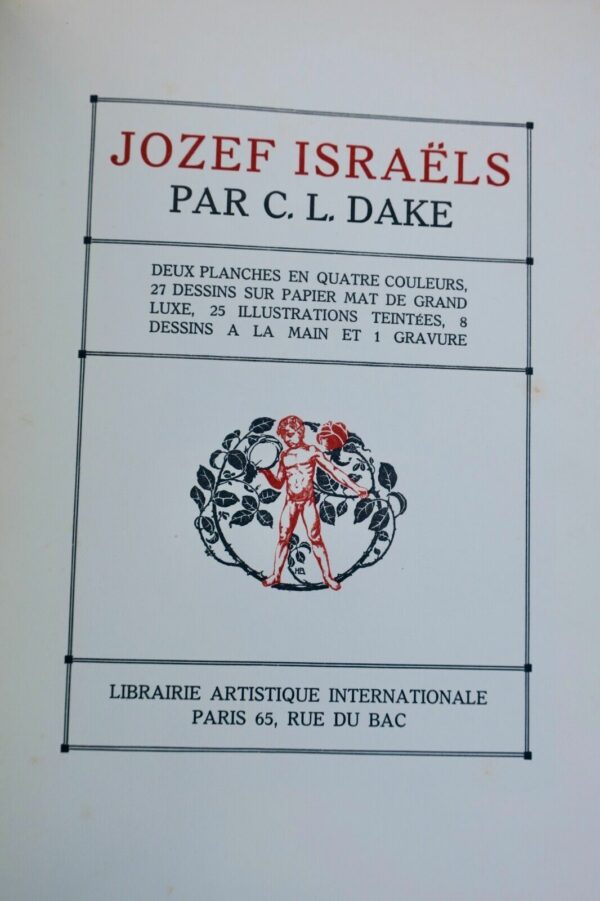 JOZEF ISRAËLS
PAR C. L. DAKE
DEUX PLANCHES EN QUATRE COULEURS,
27 DESSINS SUR PAPIER MAT DE GRAND
LUXE, 25 ILLUSTRATIONS TEINTéES, 8
DESSINS A LA MAIN ET 1 GRAVURE
LIBRAIRIE ARTISTIQUE INTERNATIONALE
PARIS 65, RUE DU BAC